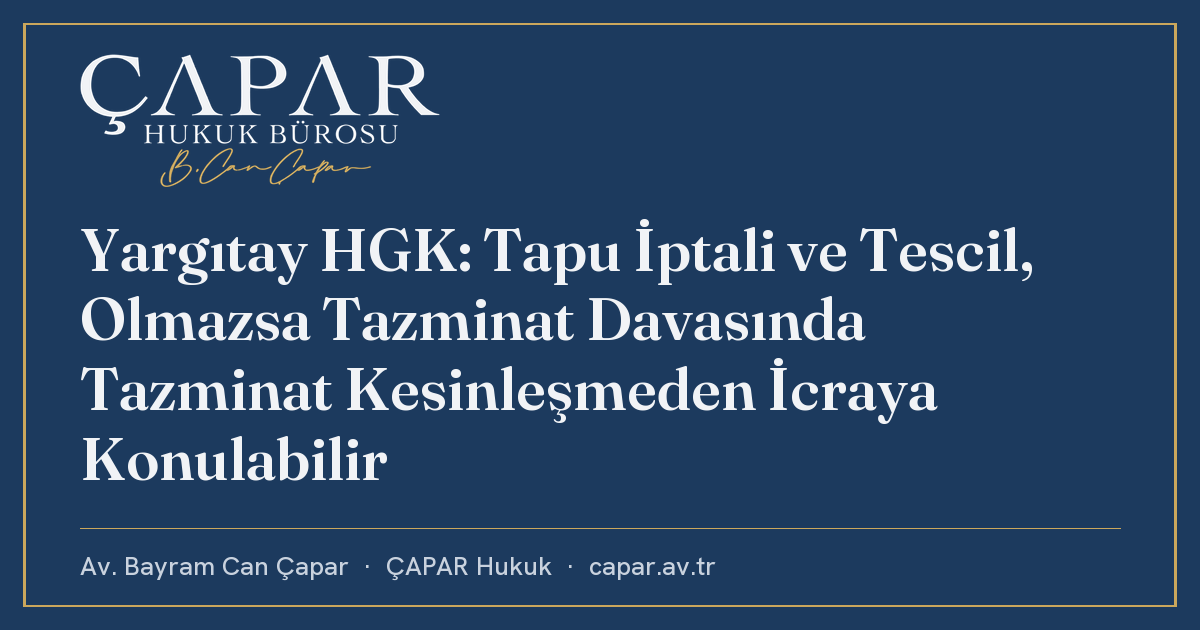 ÇAPAR
HUKUK BÜROSU
B.Can Çapar
Yargıtay HGK: Tapu İptali ve Tescil,
Olmazsa Tazminat Davasında
Tazminat Kesinleşmeden İcraya
Konulabilir
Av. Bayram Can Çapar · ÇAPAR Hukuk · capar.av.tr